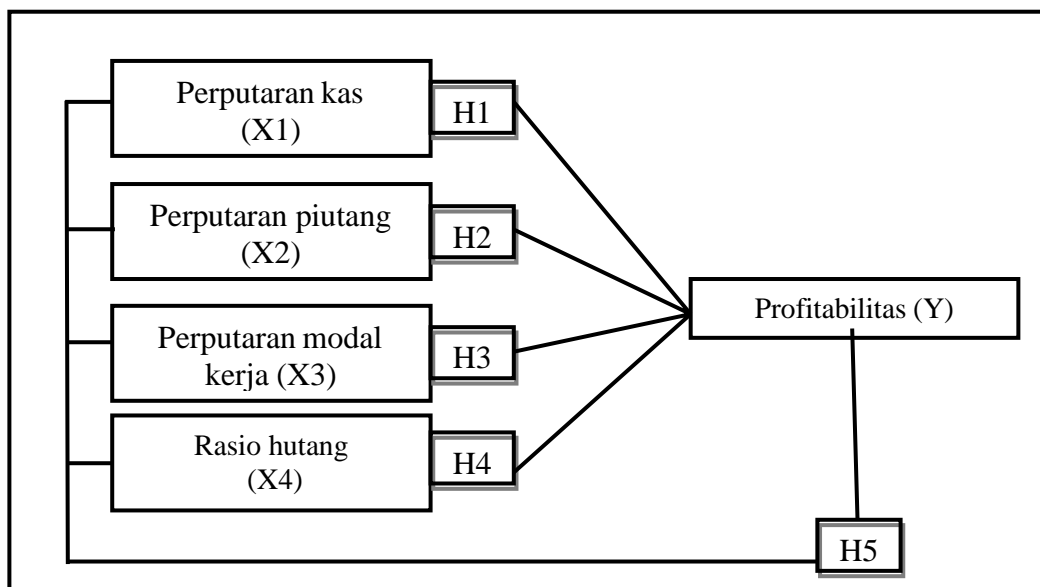 Perputaran kas
(X1)
H1
Perputaran piutang
(X2)
H2
Perputaran modal
kerja (X3)
H3
Rasio hutang
(X4)
H4
Profitabilitas (Y)
H5